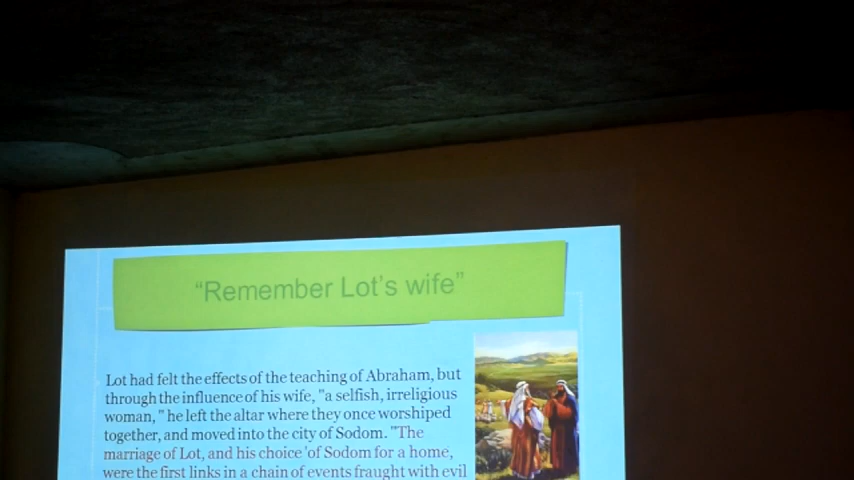 “Remember Lot's wife”
Lot had felt the effects of the teaching of Abraham, but
through the influence of his wife, "a selfish, irreligious
woman, " he left the altar where they once worshiped
together, and moved into the city of Sodom. "The
marriage of Lot, and his choice 'of Sodom for a home,
were the first links in a chain of events fraught with evil